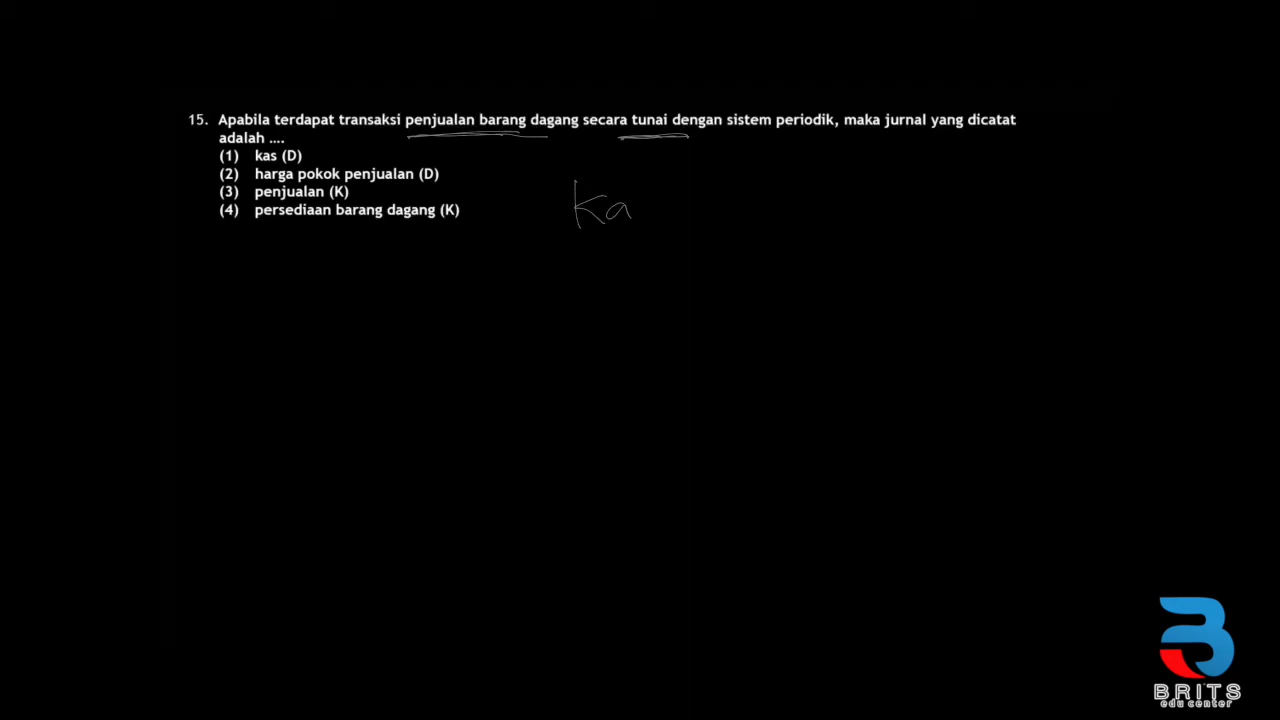 15. Apabila terdapat transaksi penjualan barang dagang secara tunai dengan sistem periodik, maka jurnal yang dicatat
adalah ....
(1) kas (D)
(2) harga pokok penjualan (D)
(3) penjualan (K)
(4) persediaan barang dagang (K)
Ka
BRITS
edu center